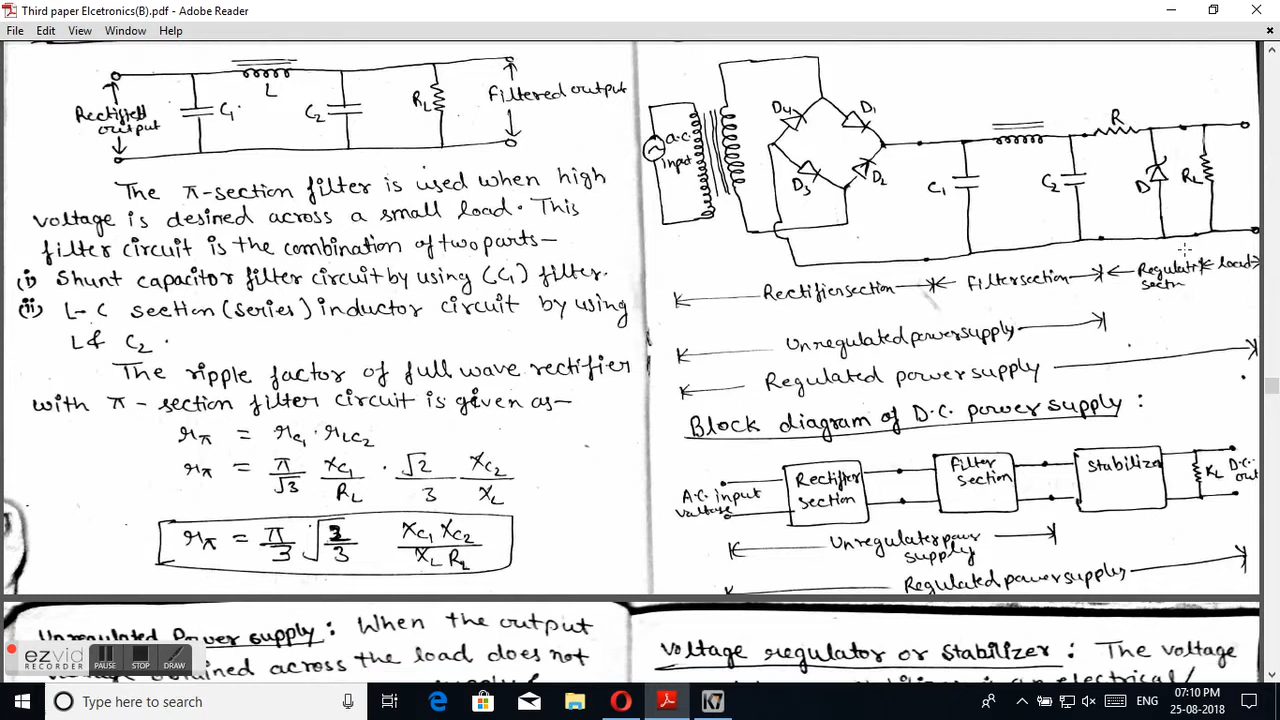 Third paper Elcetronics(B).pdf - Adobe Reader
File Edit View Window Help
L
Rectified output
C1
C2
RL
Filtered output
The π-section filter is used when high
voltage is desired across a small load. This
filter circuit is the combination of two parts—
(i) Shunt capacitor filter circuit by using (C1) filter.
(ii) L-C section (series) inductor circuit by using
L & C2.
The ripple factor of full wave rectifier
with π-section filter circuit is given as—
rπ = rC1 · rLC2
rπ = π/√3 XC1/RL · √2/3 XC2/XL
rπ = π/3 √ 2/3 XC1 XC2/XL RL
Unregulated Power supply: When the output
across the load does not
a.c. input
D4
D1
D3
D2
C1
C2
R
D
RL
Rectifier section
Filter section
Regulatr sectn
load
Unregulated power supply
Regulated power supply
Block diagram of D.C. power supply:
A.C. input voltage
Rectifier section
Filter section
Stabilizer
RL
D.C. out
Unregulater powr supply
Regulated power supply
Voltage regulator or Stabilizer: The voltage
is an electrical/
ezvid
RECORDER
PAUSE
STOP
DRAW
Type here to search
ENG
07:10 PM
25-08-2018